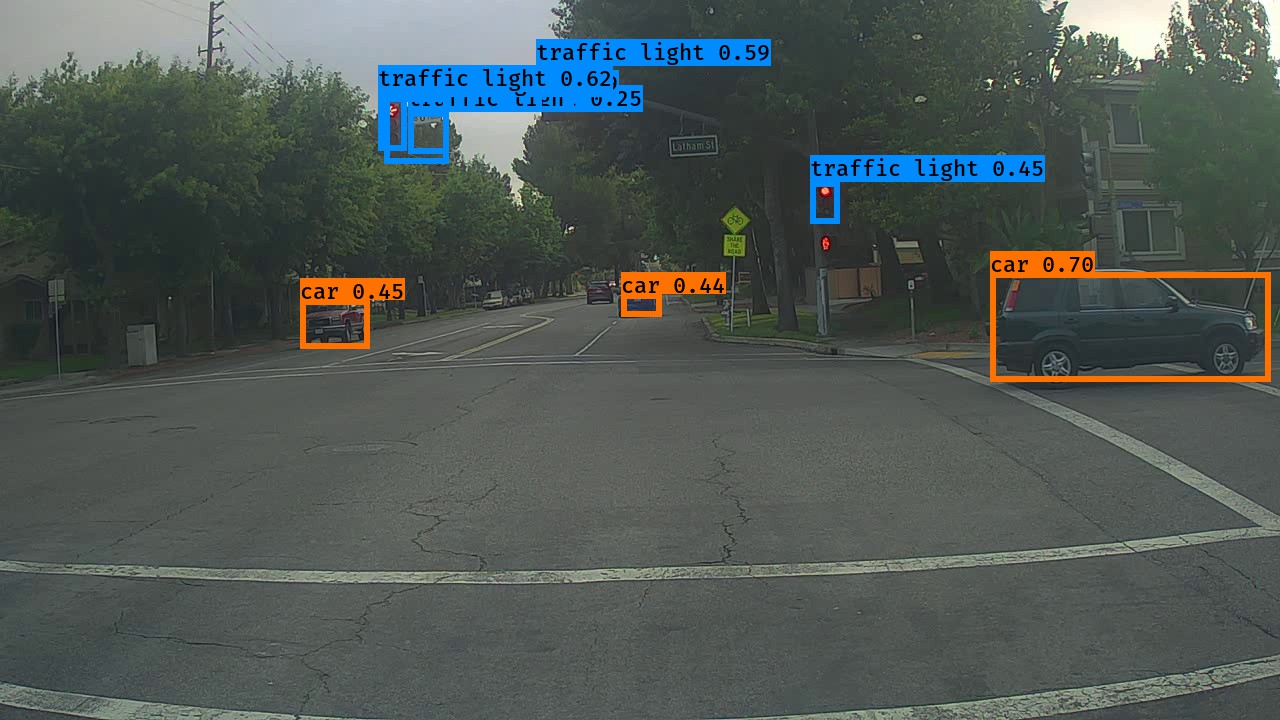 traffic light 0.59
traffic light 0.62
0.25
Latham St
traffic light 0.45
SHARE
THE
ROAD
car 0.70
car 0.44
car 0.45